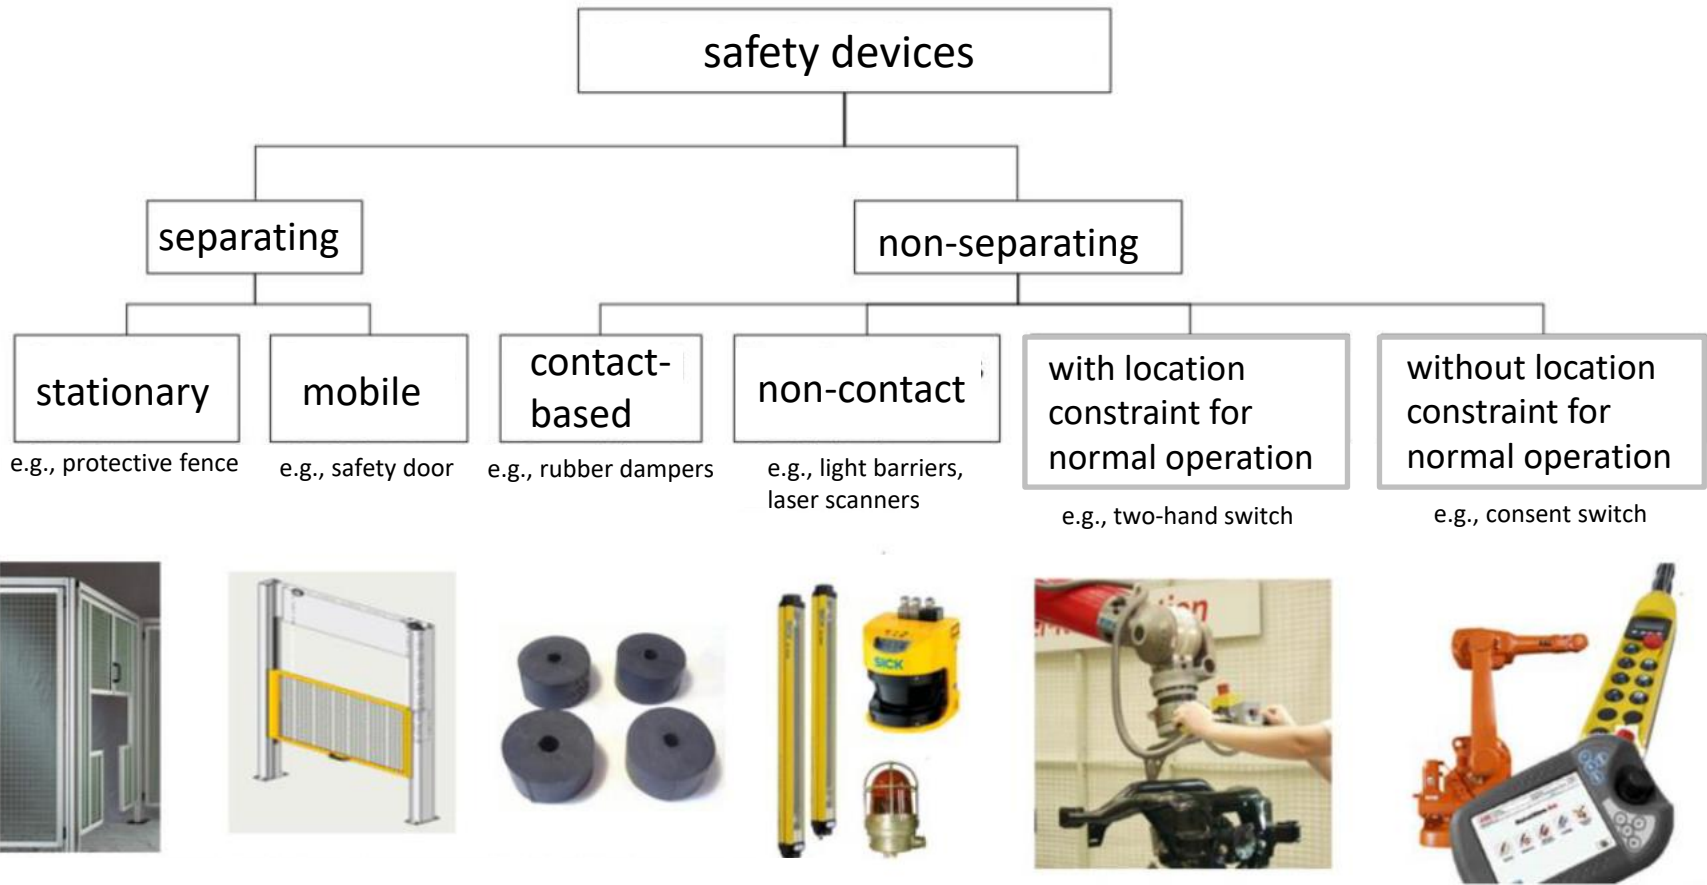 safety devices
separating
non-separating
stationary
mobile
contact-
based
non-contact
with location
constraint for
normal operation
without location
constraint for
normal operation
e.g., protective fence
e.g., safety door
e.g., rubber dampers
e.g., light barriers,
laser scanners
e.g., two-hand switch
e.g., consent switch
SICK